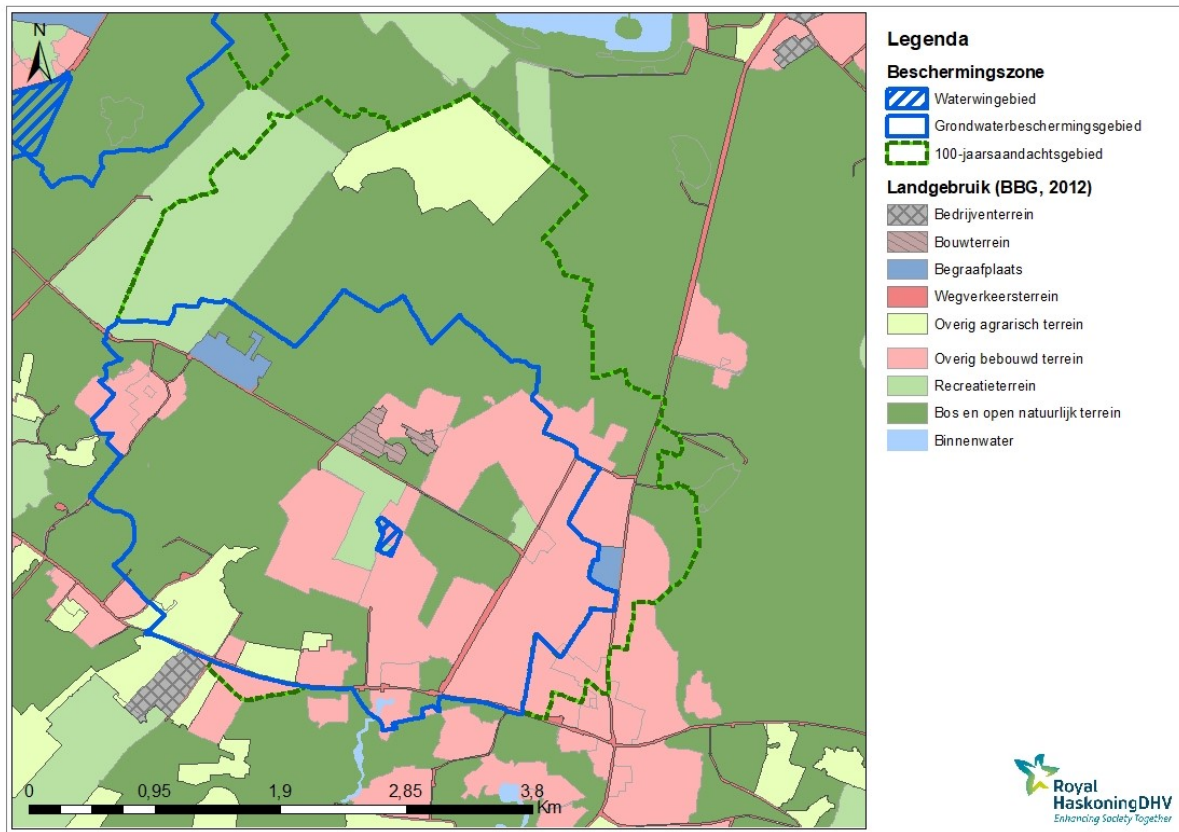 N
Legenda
Beschermingszone
Waterwingebied
Grondwaterbeschermingsgebied
100-jaarsaandachtsgebied
Landgebruik (BBG, 2012)
Bedrijventerrein
Bouwterrein
Begraafplaats
Wegverkeersterrein
Overig agrarisch terrein
Overig bebouwd terrein
Recreatieterrein
Bos en open natuurlijk terrein
Binnenwater
0 0,95 1,9 2,85 3,8
Km
Royal
HaskoningDHV
Enhancing Society Together